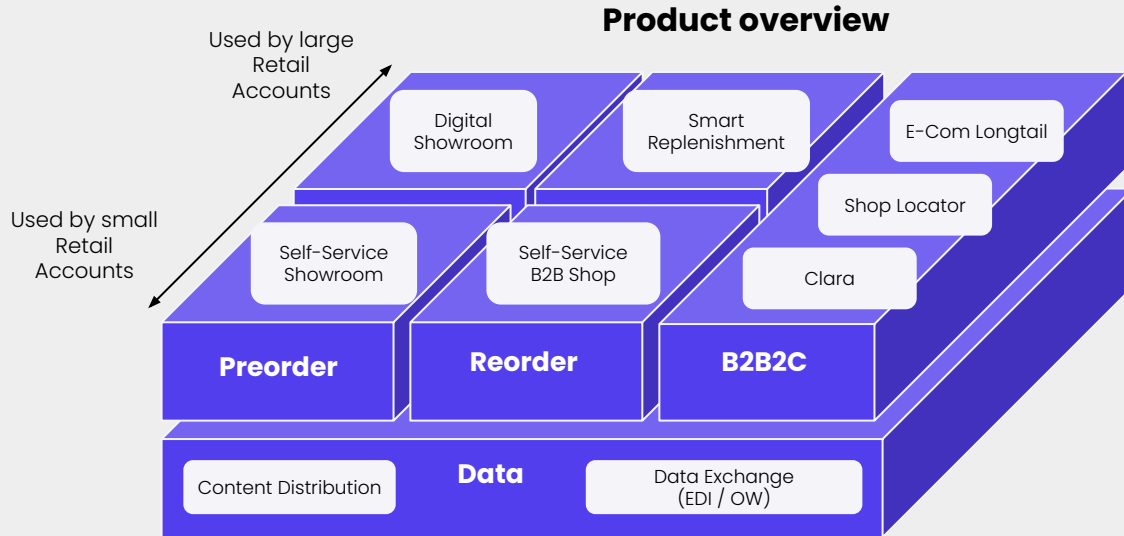 Product overview
Used by large
Retail
Accounts
Digital
Showroom
Smart
Replenishment
E-Com Longtail
Shop Locator
Used by small
Retail
Accounts
Self-Service
Showroom
Self-Service
B2B Shop
Clara
Preorder
Reorder
B2B2C
Data
Content Distribution
Data Exchange
(EDI / OW)